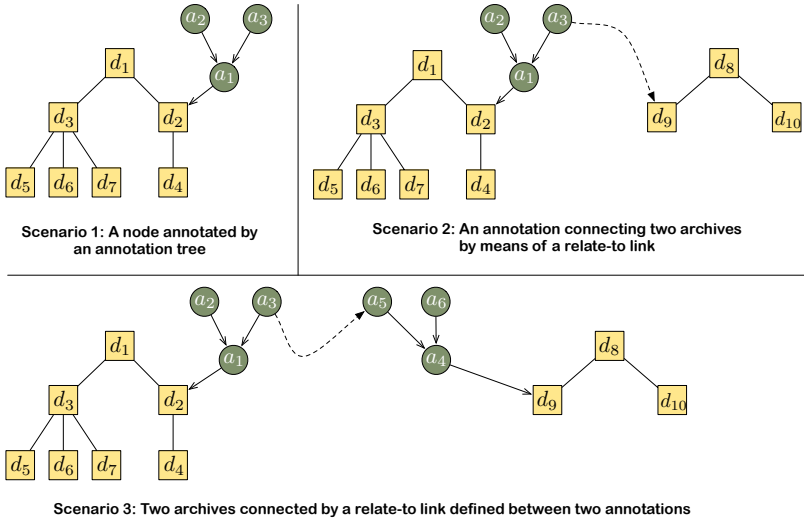 a2 a3
a1
d1
d3 d2
d5 d6 d7 d4
Scenario 1: A node annotated by
an annotation tree
a2 a3
a1
d1 d8
d3 d2 d9 d10
d5 d6 d7 d4
Scenario 2: An annotation connecting two archives
by means of a relate-to link
a2 a3 a5 a6
d1 a1 a4 d8
d3 d2 d9 d10
d5 d6 d7 d4
Scenario 3: Two archives connected by a relate-to link defined between two annotations